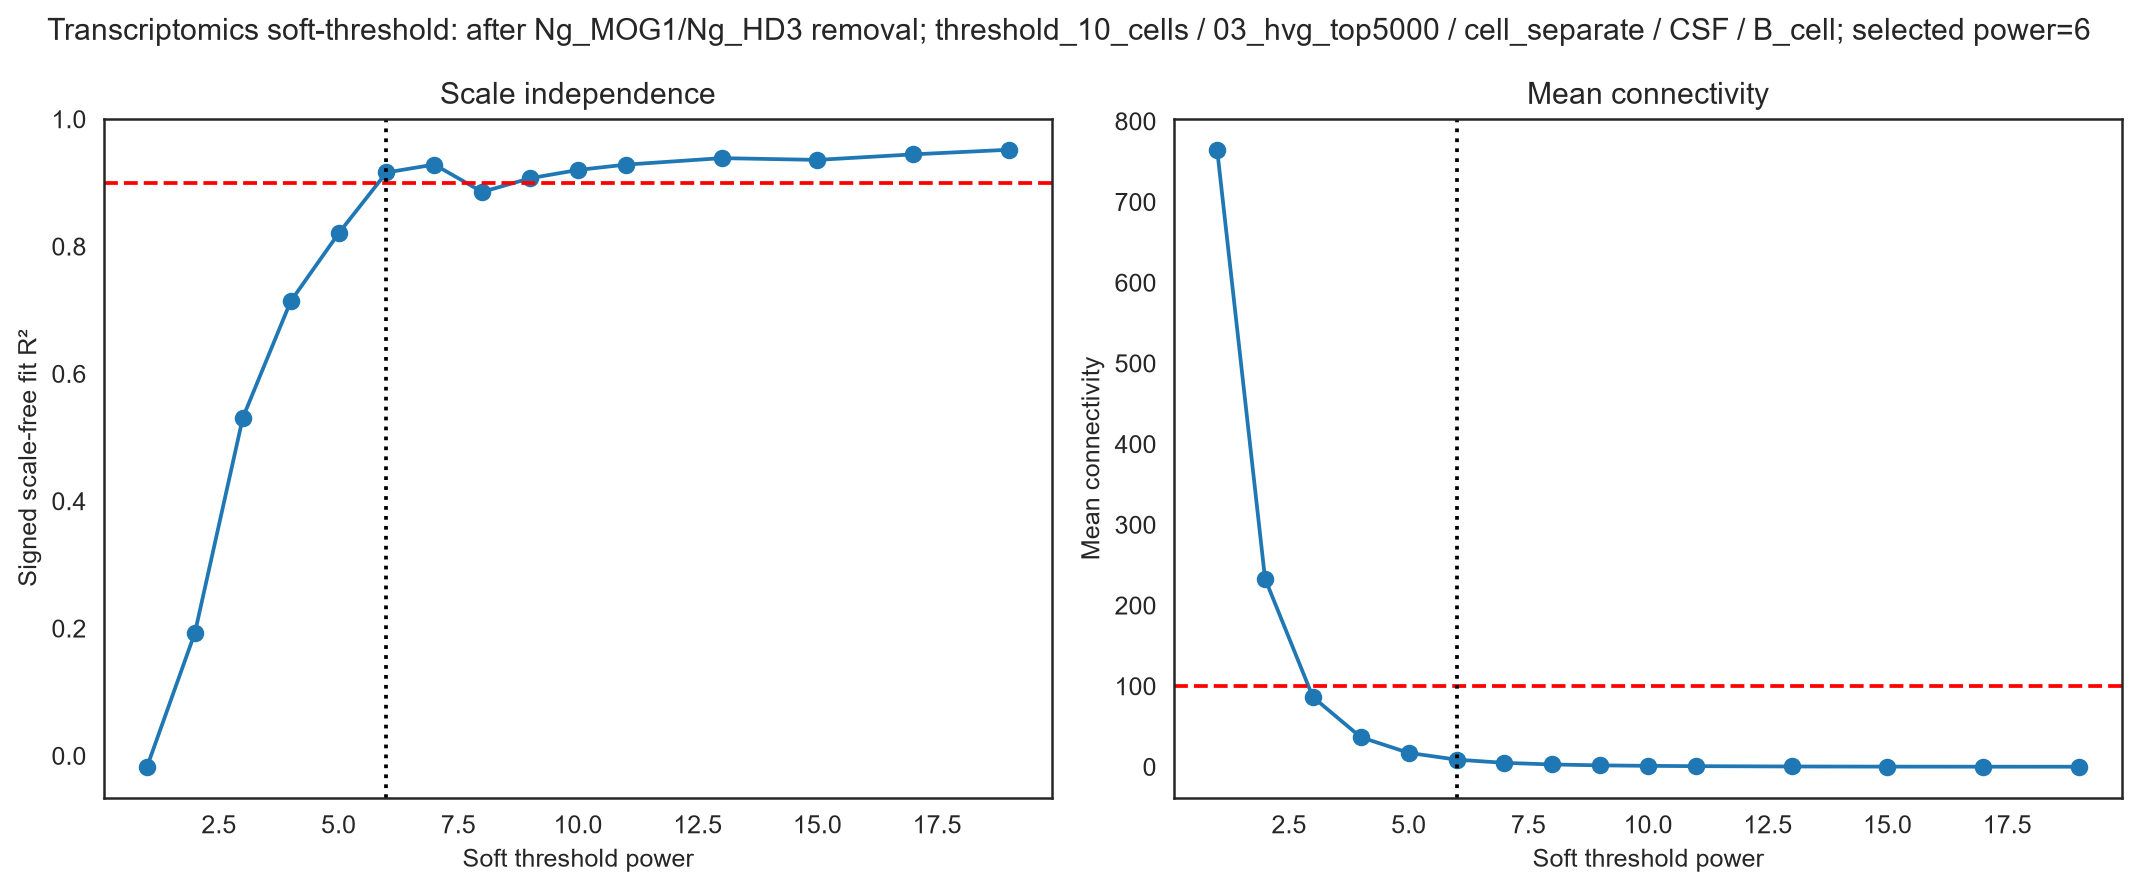 Transcriptomics soft-threshold: after Ng_MOG1/Ng_HD3 removal; threshold_10_cells / 03_hvg_top5000 / cell_separate / CSF / B_cell; selected power=6
Scale independence
Signed scale-free fit R²
1.0
0.8
0.6
0.4
0.2
0.0
2.5 5.0 7.5 10.0 12.5 15.0 17.5
Soft threshold power
Mean connectivity
Mean connectivity
800
700
600
500
400
300
200
100
0
2.5 5.0 7.5 10.0 12.5 15.0 17.5
Soft threshold power